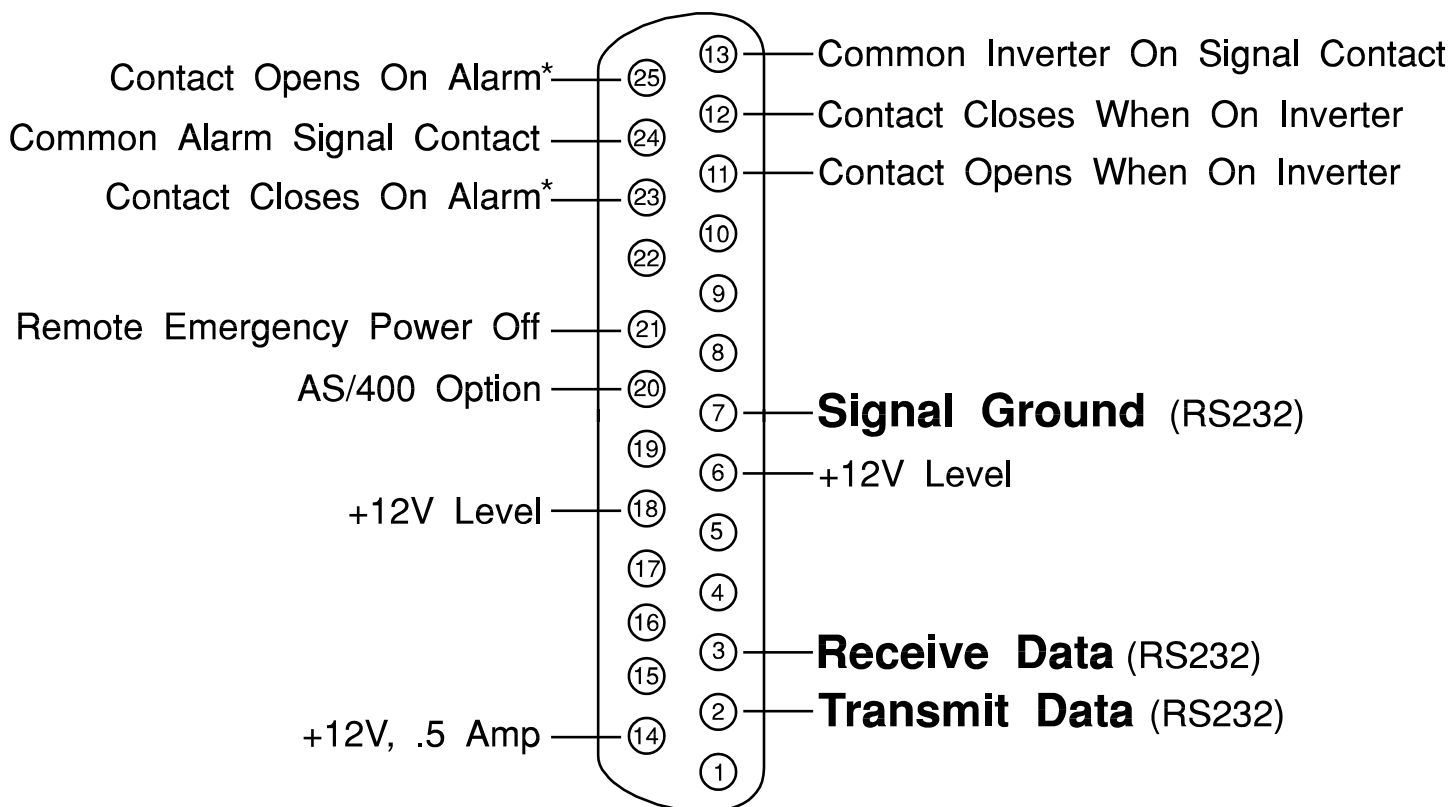 Contact Opens On Alarm*
Common Alarm Signal Contact
Contact Closes On Alarm*
Remote Emergency Power Off
AS/400 Option
+12V Level
+12V, .5 Amp
25
24
23
22
21
20
19
18
17
16
15
14
13
12
11
10
9
8
7
6
5
4
3
2
1
Common Inverter On Signal Contact
Contact Closes When On Inverter
Contact Opens When On Inverter
Signal Ground (RS232)
+12V Level
Receive Data (RS232)
Transmit Data (RS232)